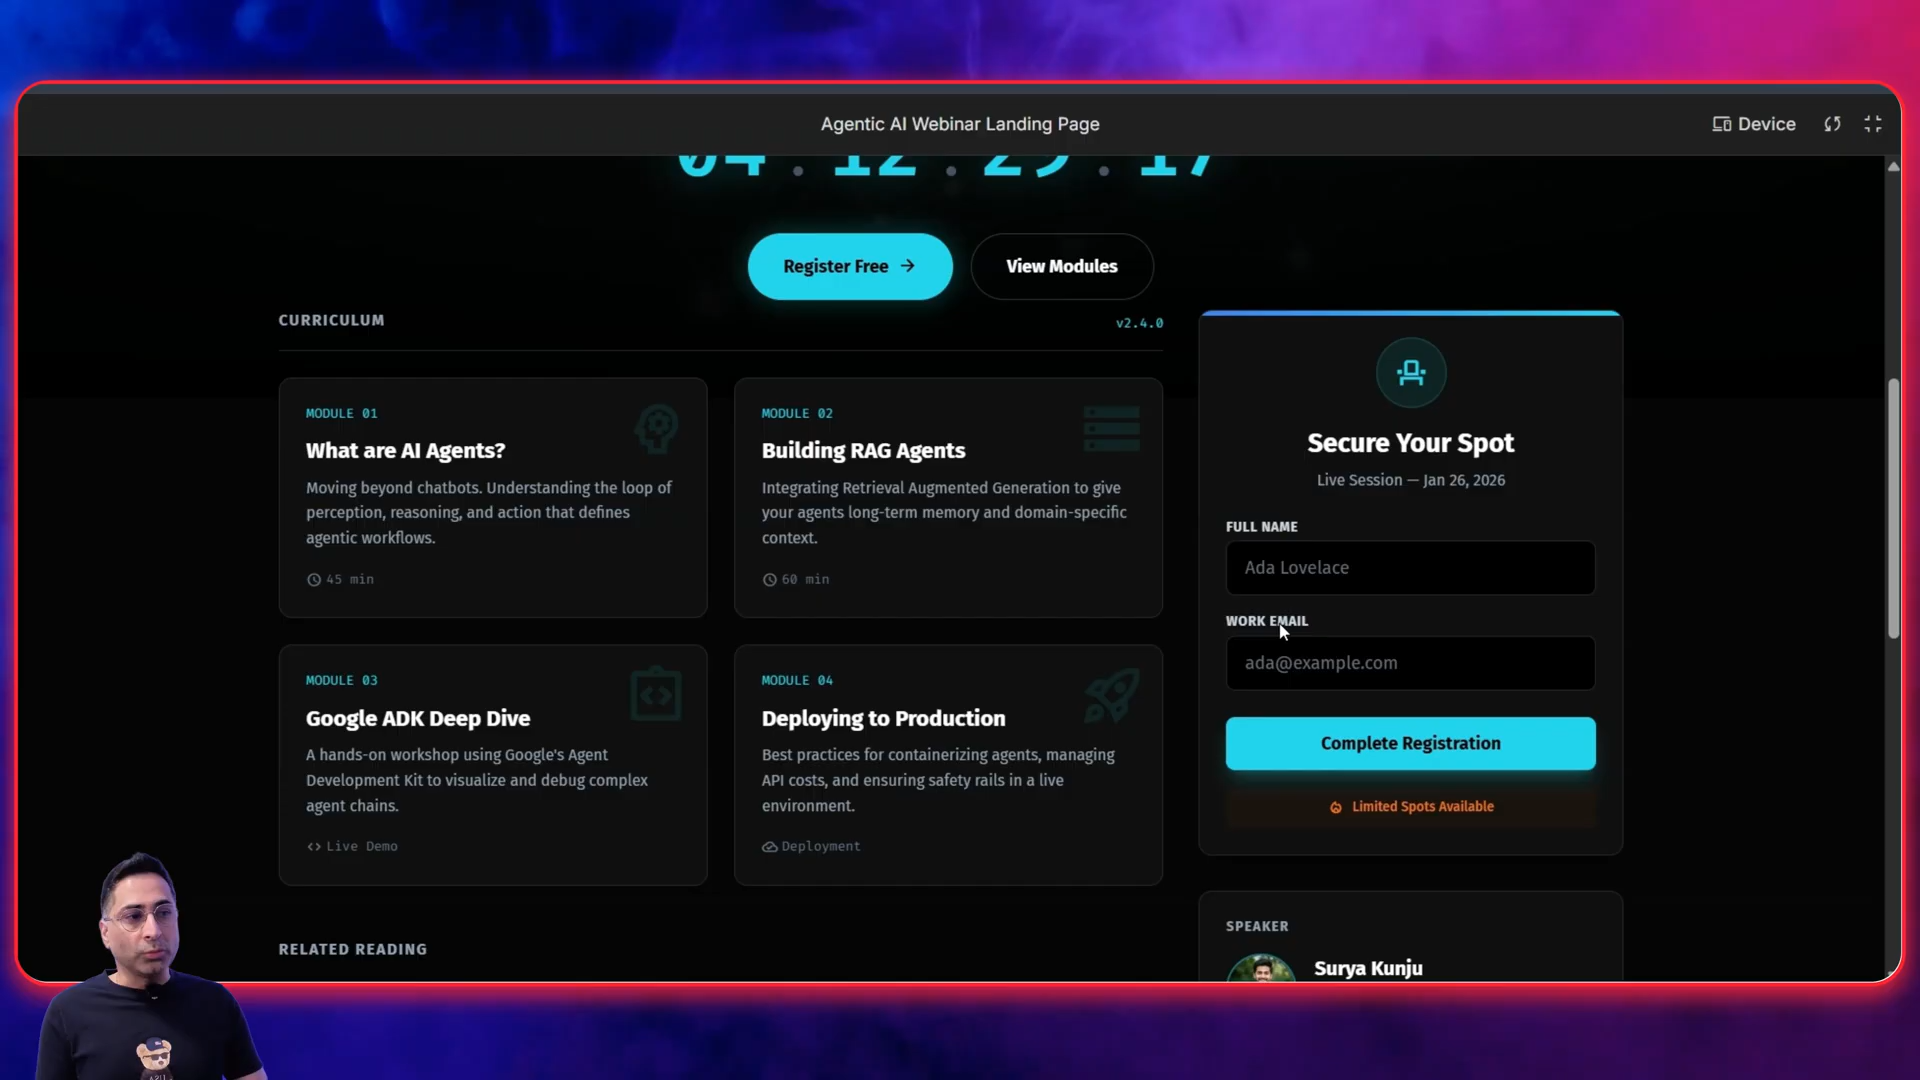 Agentic AI Webinar Landing Page
Device
04 . 12 . 29 . 17
Register Free →
View Modules
CURRICULUM
v2.4.0
MODULE 01
What are AI Agents?
Moving beyond chatbots. Understanding the loop of
perception, reasoning, and action that defines
agentic workflows.
45 min
MODULE 02
Building RAG Agents
Integrating Retrieval Augmented Generation to give
your agents long-term memory and domain-specific
context.
60 min
MODULE 03
Google ADK Deep Dive
A hands-on workshop using Google's Agent
Development Kit to visualize and debug complex
agent chains.
Live Demo
MODULE 04
Deploying to Production
Best practices for containerizing agents, managing
API costs, and ensuring safety rails in a live
environment.
Deployment
RELATED READING
Secure Your Spot
Live Session — Jan 26, 2026
FULL NAME
Ada Lovelace
WORK EMAIL
ada@example.com
Complete Registration
Limited Spots Available
SPEAKER
Surya Kunju